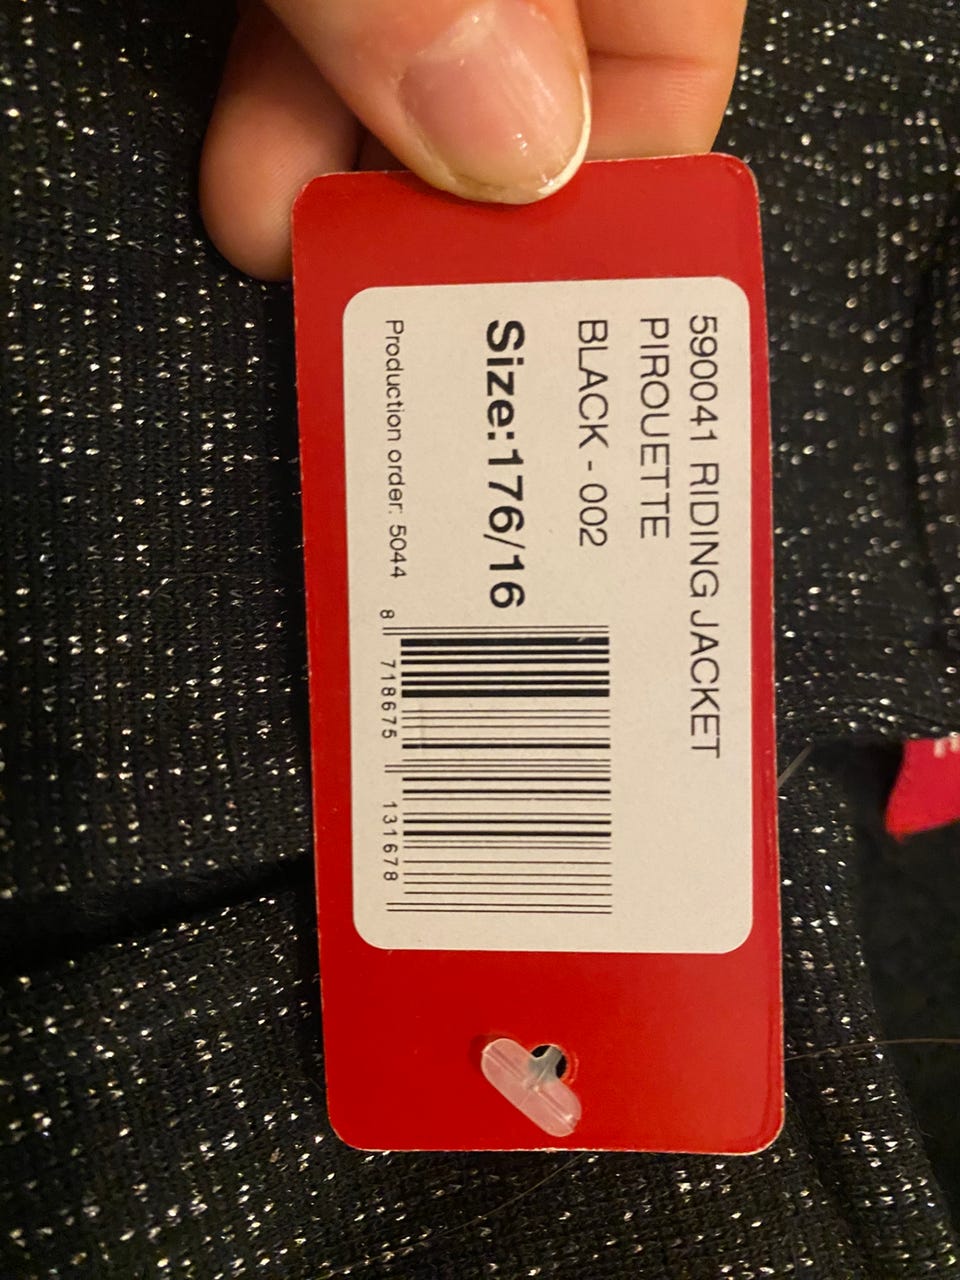 590041 RIDING JACKET
PIROUETTE
BLACK - 002
Size:176/16
Production order: 5044
8 718675 131678